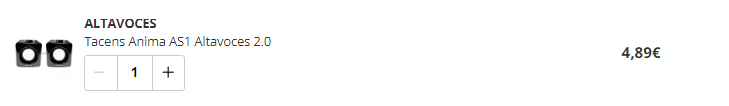 ALTAVOCES
Tacens Anima AS1 Altavoces 2.0
4,89€
— 1 +